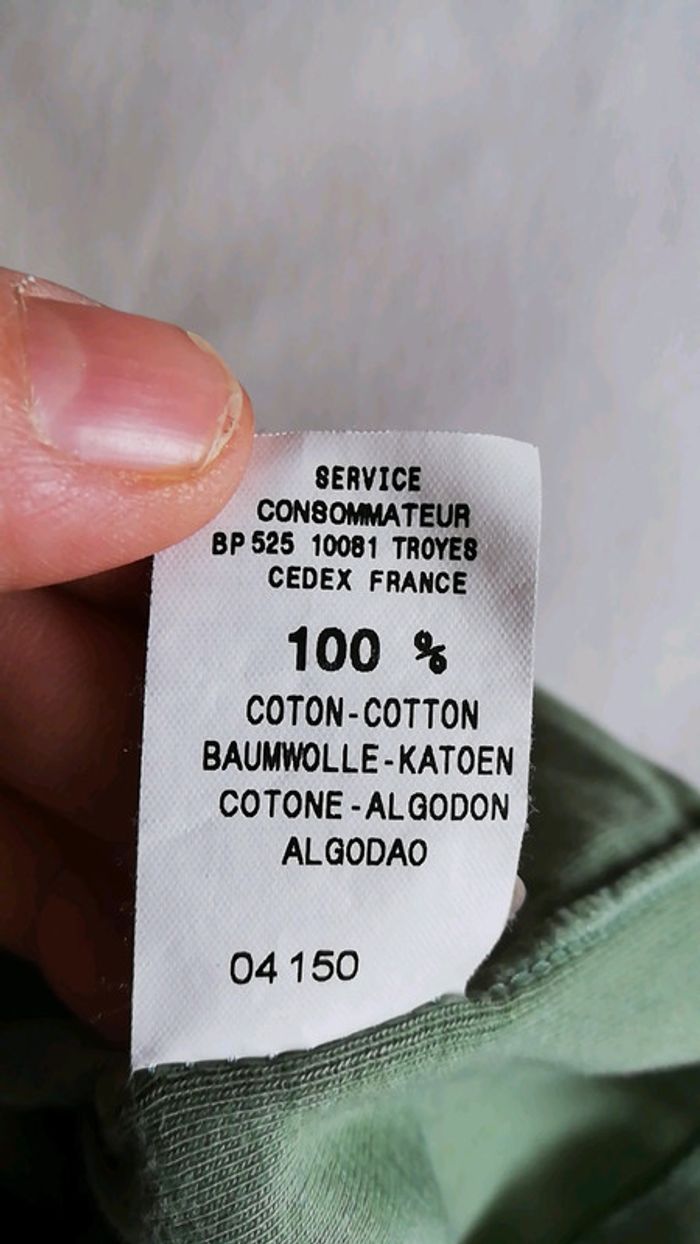 SERVICE
CONSOMMATEUR
BP 525 10081 TROYES
CEDEX FRANCE
100 %
COTON-COTTON
BAUMWOLLE-KATOEN
COTONE-ALGODON
ALGODAO
04 150